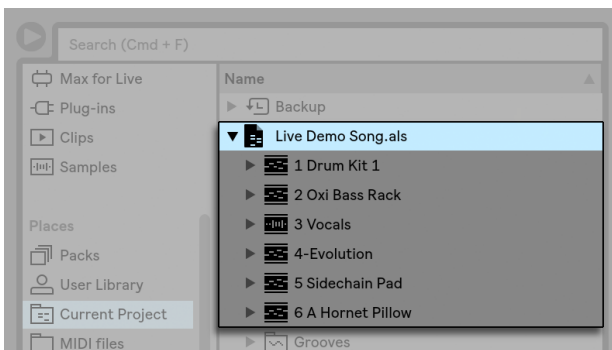 Search (Cmd + F)
Max for Live
Plug-ins
Clips
Samples
Places
Packs
User Library
Current Project
MIDI files
Name
Backup
Live Demo Song.als
1 Drum Kit 1
2 Oxi Bass Rack
3 Vocals
4-Evolution
5 Sidechain Pad
6 A Hornet Pillow
Grooves